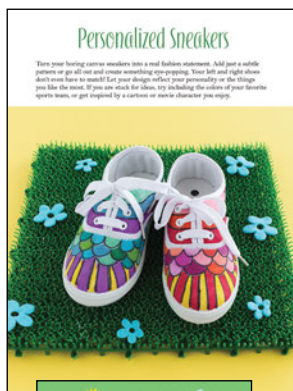 Personalized Sneakers
Turn your boring canvas sneakers into a real fashion statement. Add just a subtle
pattern or go all out and create something eye-popping. Your left and right shoes
don't even have to match! Let your design reflect your personality or the things
you like the most. If you are stuck for ideas, try including the colors of your favorite
sports team, or get inspired by a cartoon or movie character you enjoy.